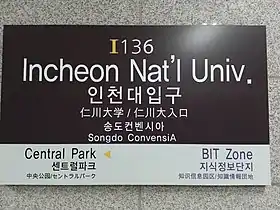 I136
Incheon Nat'l Univ.
인천대입구
仁川大学 / 仁川大入口
송도컨벤시아
Songdo ConvensiA
Central Park ◀ BIT Zone
센트럴파크 지식정보단지
中央公园/セントラルパーク 知识信息园区/知識情報団地